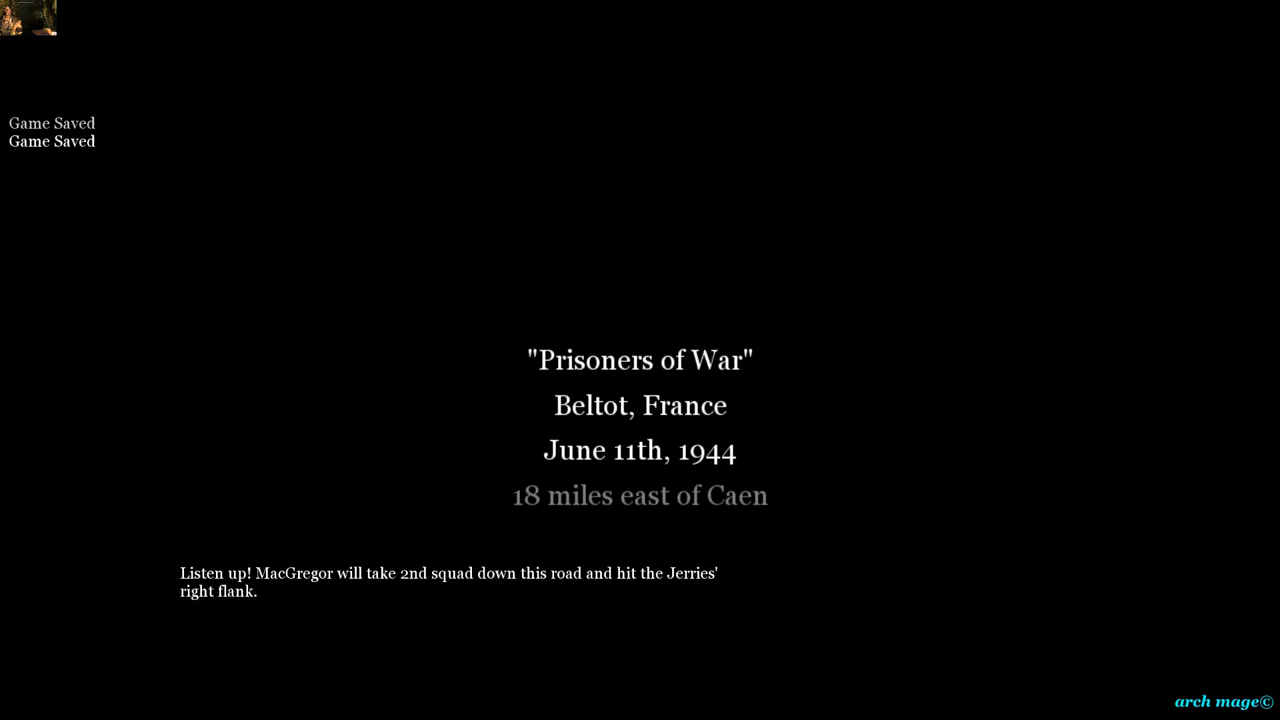 Game Saved
Game Saved
"Prisoners of War"
Beltot, France
June 11th, 1944
18 miles east of Caen
Listen up! MacGregor will take 2nd squad down this road and hit the Jerries'
right flank.
arch mage©